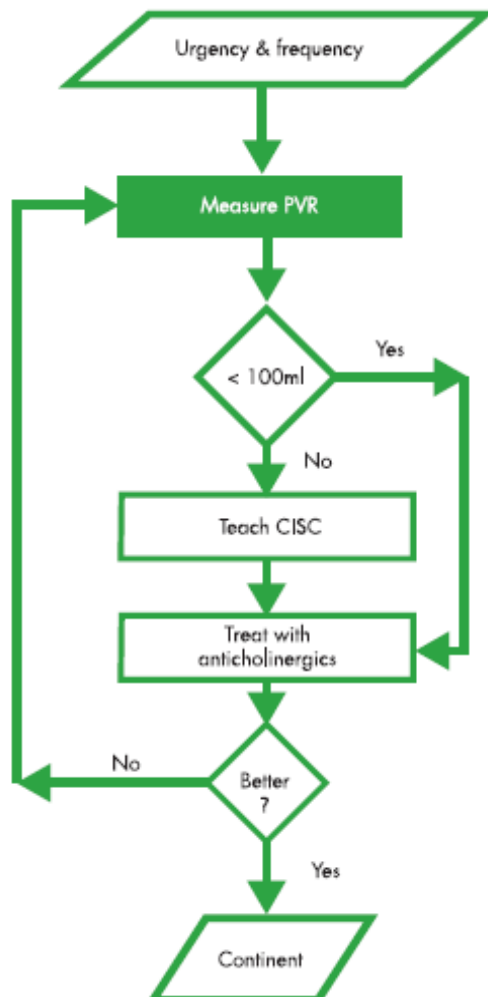 Urgency & frequency
Measure PVR
< 100ml
Yes
No
Teach CISC
Treat with
anticholinergics
No
Better
?
Yes
Continent